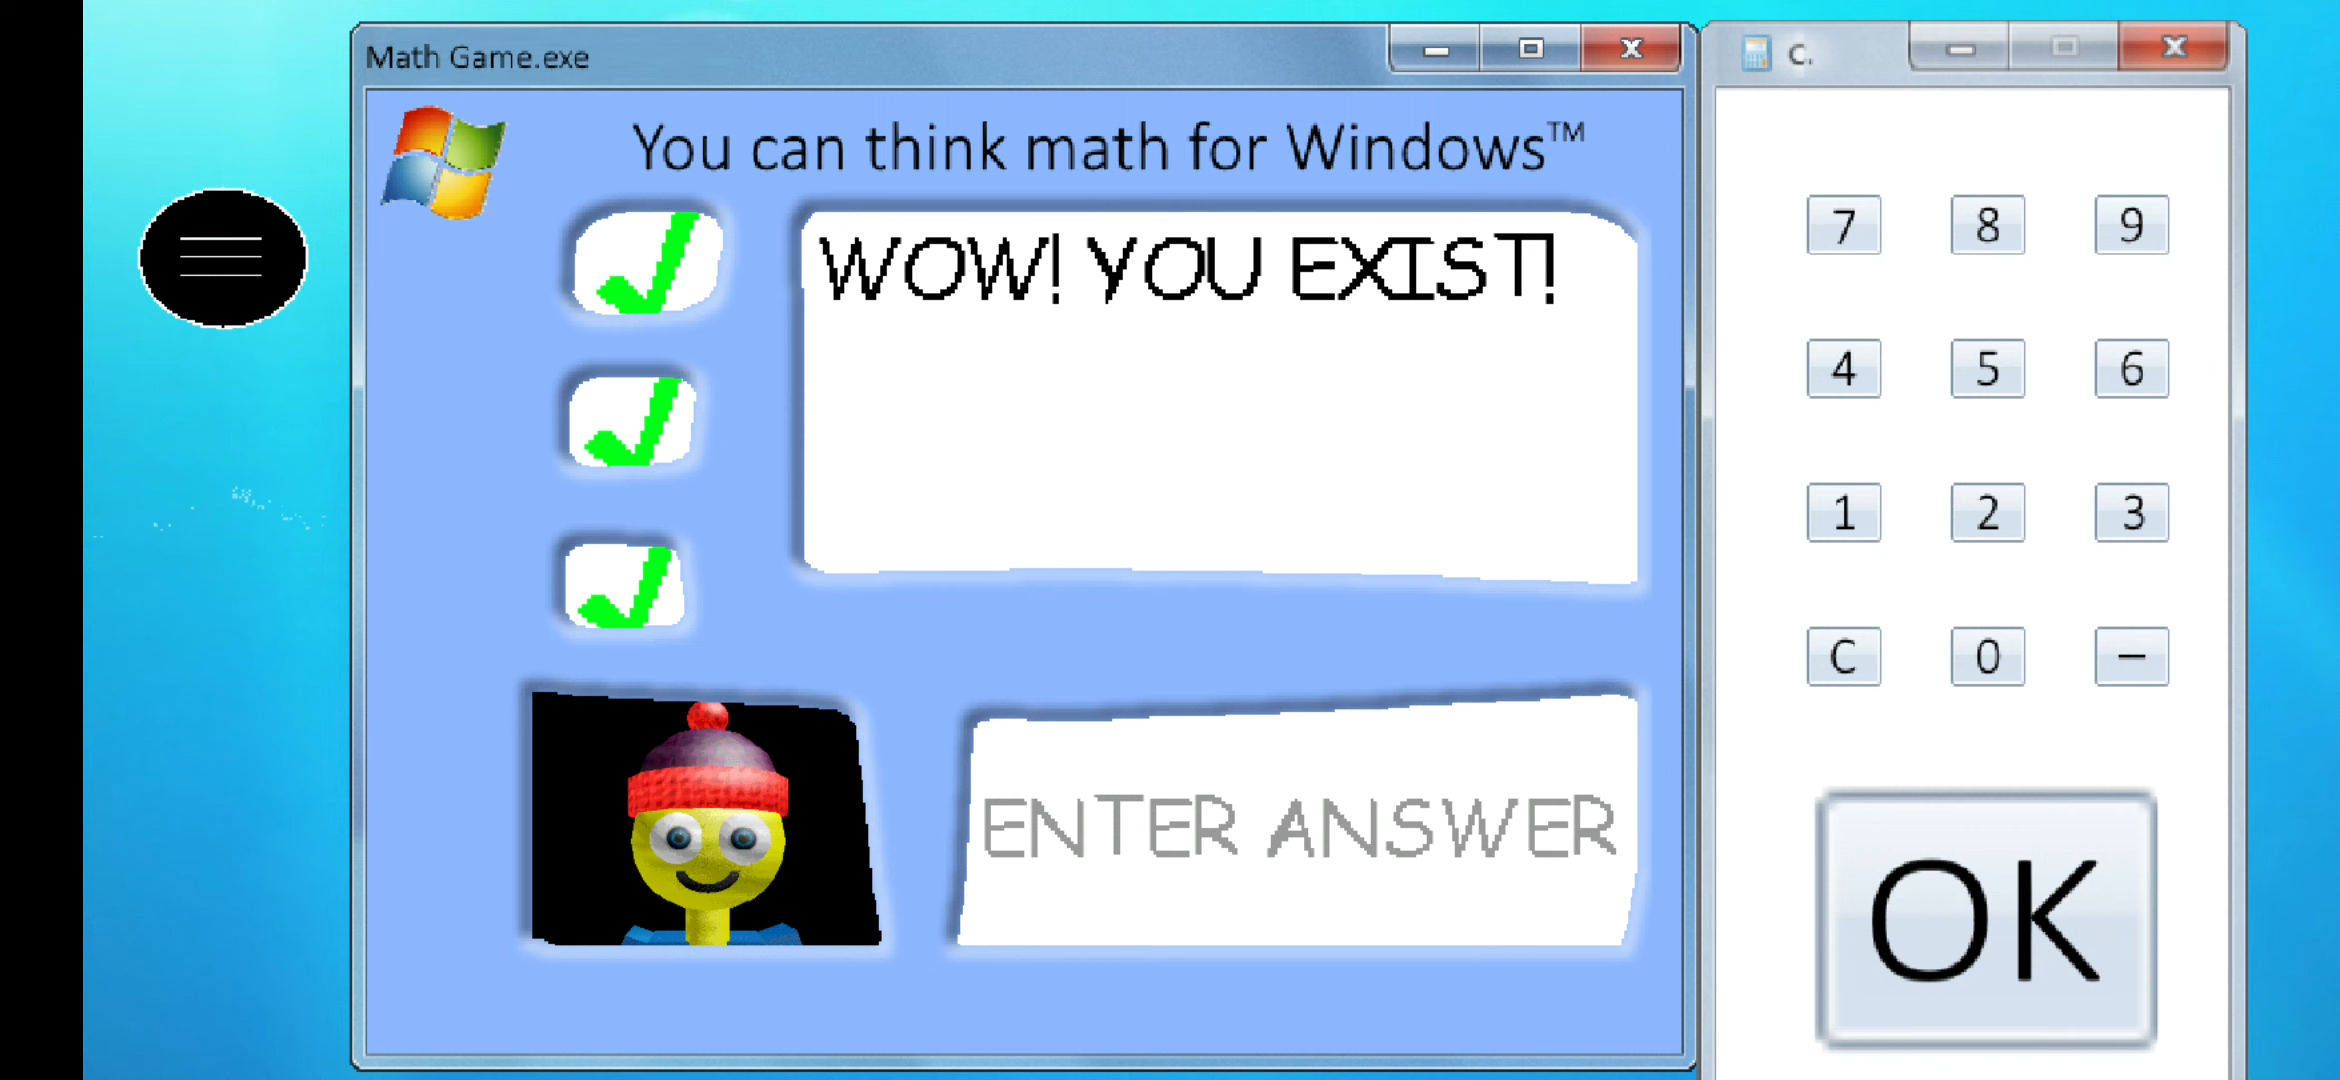 Math Game.exe
C.
You can think math for Windows™
WOW! YOU EXIST!
7 8 9
4 5 6
1 2 3
C 0 –
ENTER ANSWER
OK